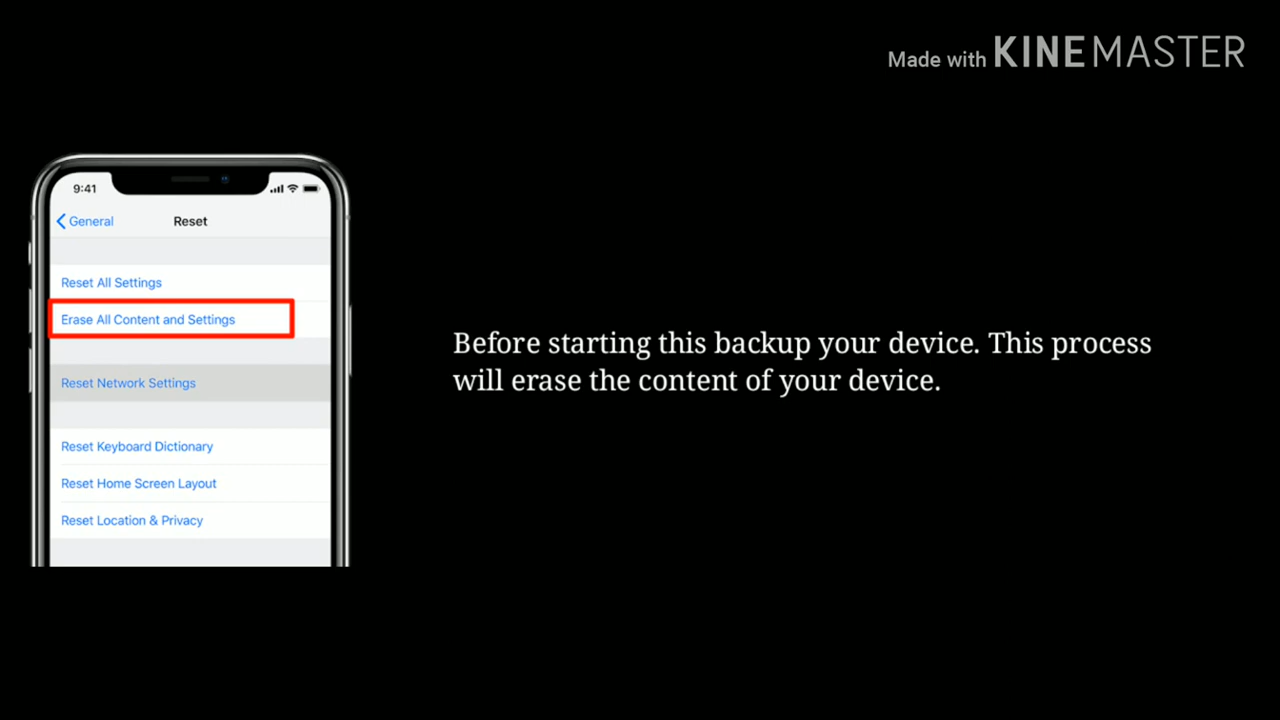 Made with KINEMASTER
9:41
General
Reset
Reset All Settings
Erase All Content and Settings
Reset Network Settings
Reset Keyboard Dictionary
Reset Home Screen Layout
Reset Location & Privacy
Before starting this backup your device. This process
will erase the content of your device.